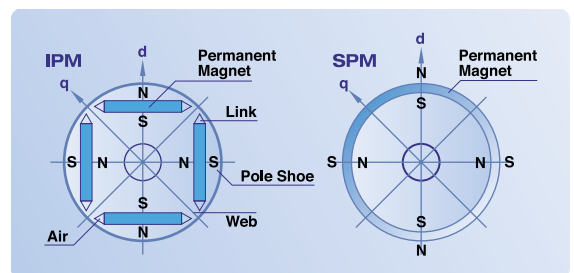 IPM
d
q
Permanent
Magnet
N
S
Link
S N
N S
Pole Shoe
S
N
Web
Air
SPM
d
q
Permanent
Magnet
N
S
S N
N S
S
N